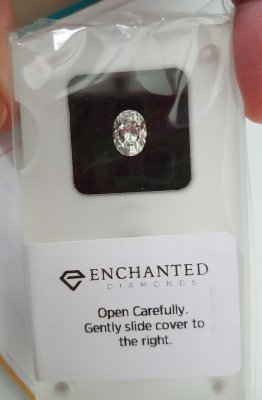 ENCHANTED
DIAMONDS
Open Carefully.
Gently slide cover to
the right.